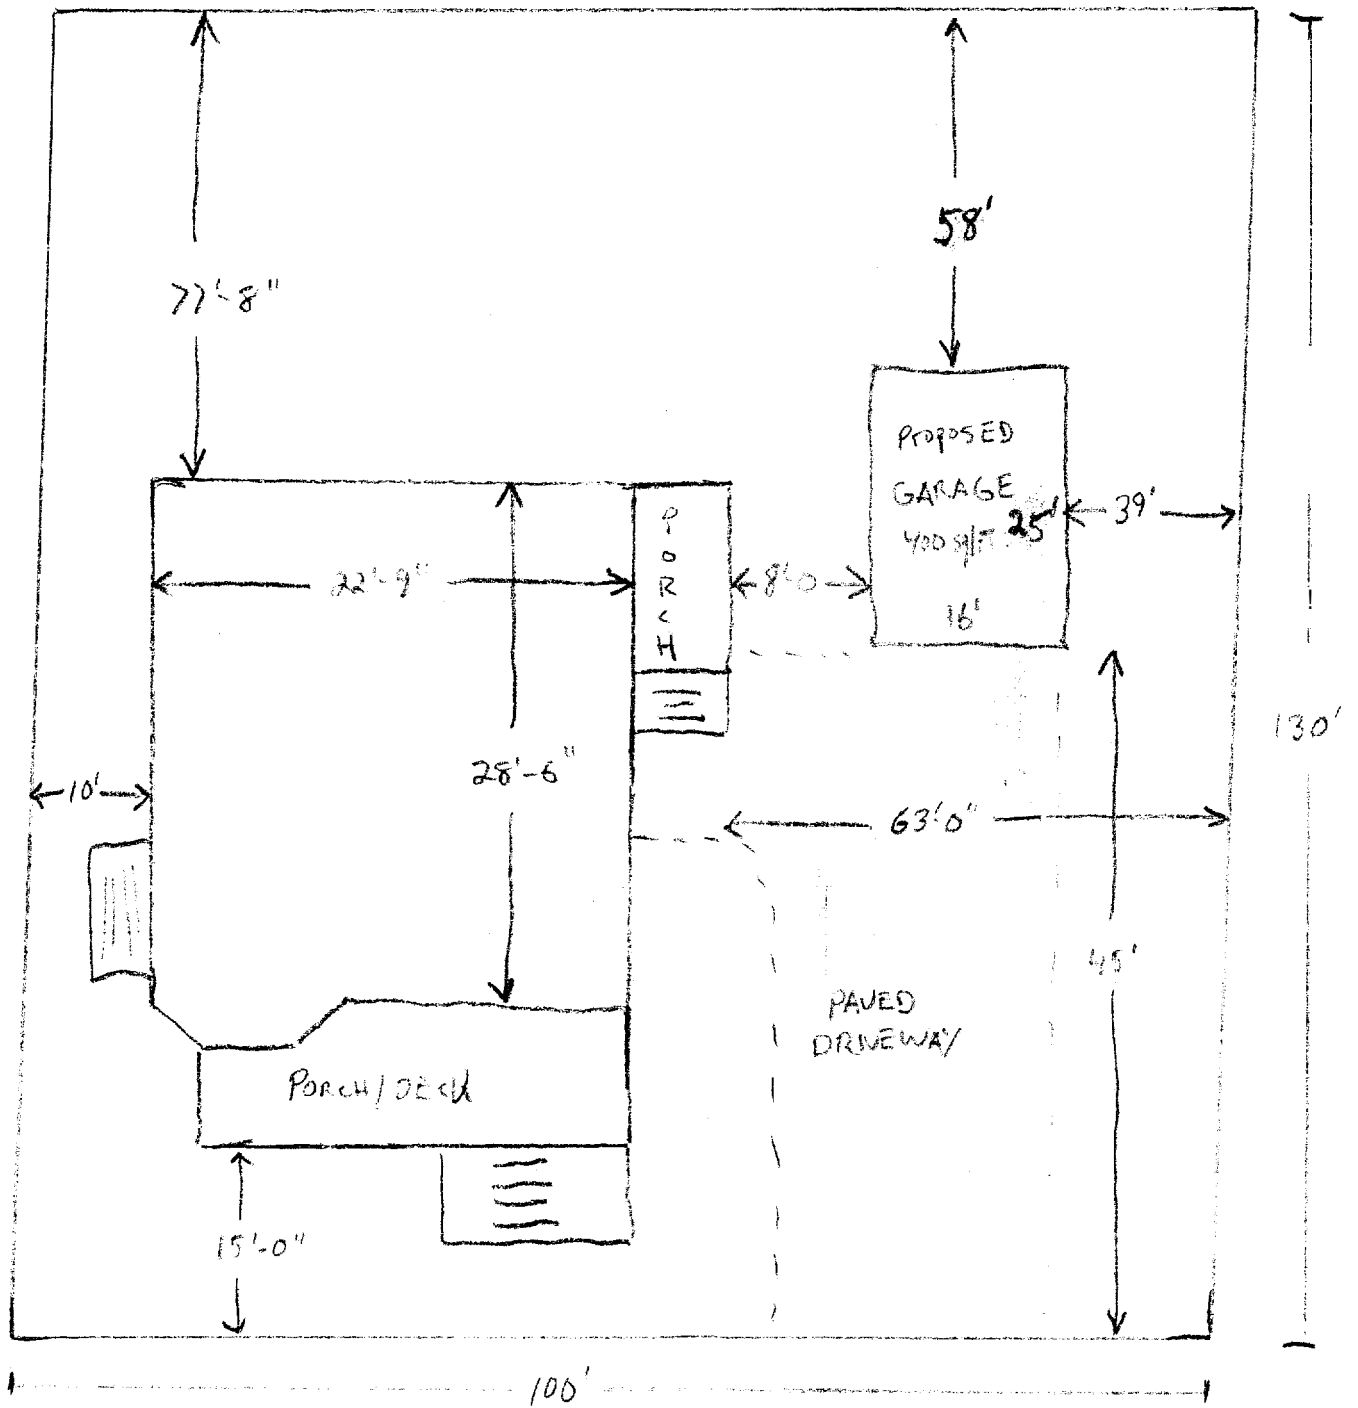 58'
77'-8"
PROPOSED
GARAGE
400 sq/FT
25'
16'
39'
PORCH
22'-9"
8'-0
28'-6"
10'
63'0"
130'
45'
PAVED
DRIVEWAY
PORCH/DECK
15'-0"
100'